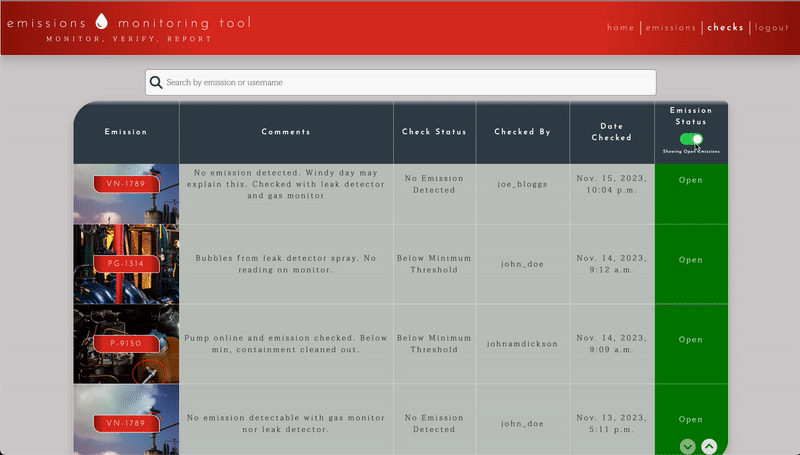 emissions monitoring tool
MONITOR, VERIFY, REPORT
home emissions checks logout
Search by emission or username
Emission
Comments
Check Status
Checked By
Date
Checked
Emission
Status
Showing Open Emissions
VN-1789
No emission detected. Windy day may
explain this. Checked with leak detector
and gas monitor
No Emission
Detected
joe_bloggs
Nov. 15, 2023,
10:04 p.m.
Open
PG-1314
Bubbles from leak detector spray. No
reading on monitor.
Below Minimum
Threshold
john_doe
Nov. 14, 2023,
9:12 a.m.
Open
P-9150
Pump online and emission checked. Below
min, containment cleaned out.
Below Minimum
Threshold
johnamdickson
Nov. 14, 2023,
9:09 a.m.
Open
VN-1789
No emission detectable with gas monitor
nor leak detector.
No Emission
Detected
john_doe
Nov. 13, 2023,
5:11 p.m.
Open